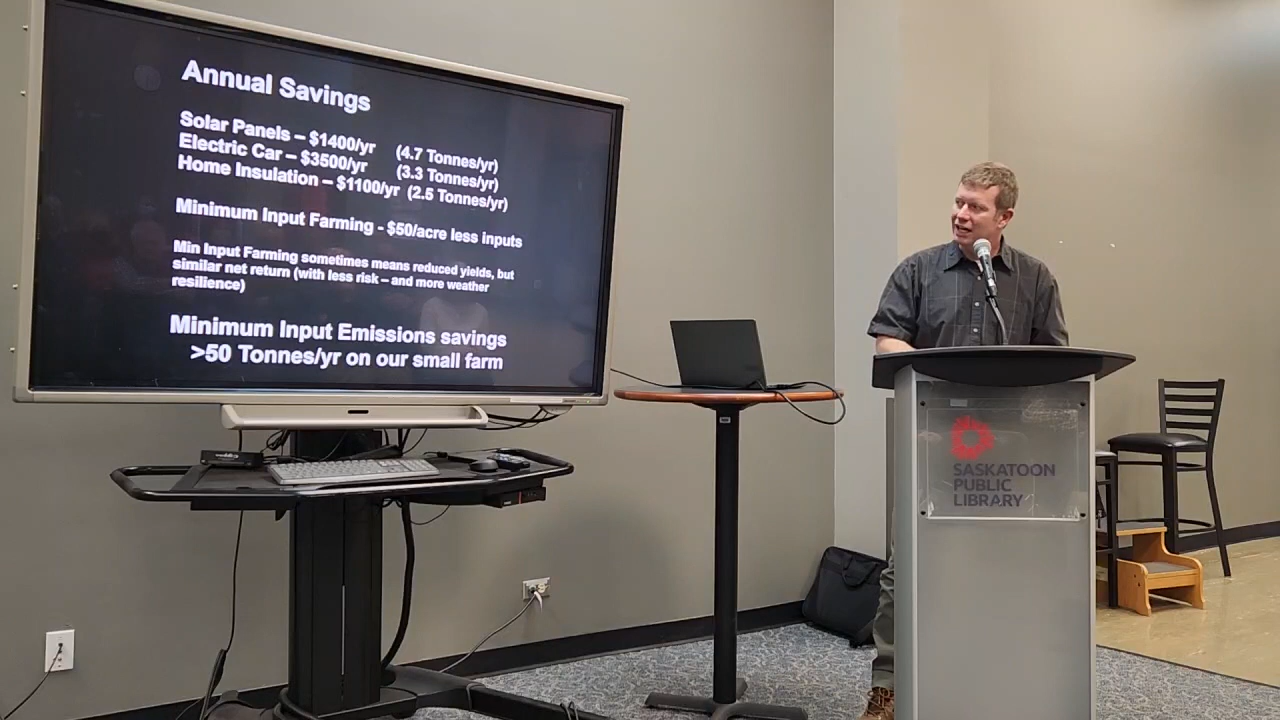 Annual Savings
Solar Panels – $1400/yr (4.7 Tonnes/yr)
Electric Car – $3500/yr (3.3 Tonnes/yr)
Home Insulation – $1100/yr (2.5 Tonnes/yr)
Minimum Input Farming - $50/acre less inputs
Min Input Farming sometimes means reduced yields, but
similar net return (with less risk – and more weather
resilience)
Minimum Input Emissions savings
>50 Tonnes/yr on our small farm
SASKATOON
PUBLIC
LIBRARY